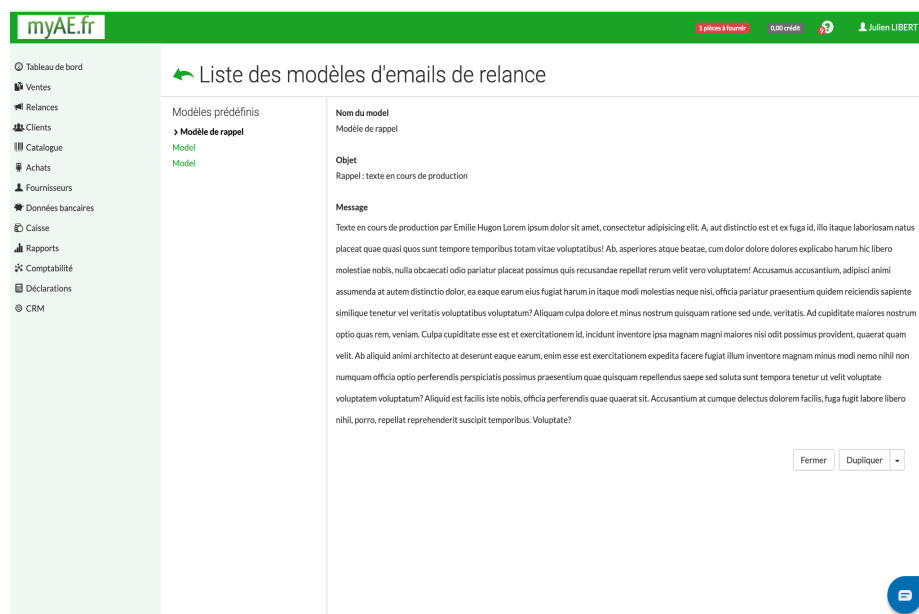 myAE.fr
1 pièces à fournir
0,00 crédit
?
9
Julien LIBERT
Tableau de bord
Ventes
Relances
Clients
Catalogue
Achats
Fournisseurs
Données bancaires
Caisse
Rapports
Comptabilité
Déclarations
CRM
Liste des modèles d'emails de relance
Modèles prédéfinis
Modèle de rappel
Model
Model
Nom du model
Modèle de rappel
Objet
Rappel : texte en cours de production
Message
Texte en cours de production par Emilie Hugon Lorem ipsum dolor sit amet, consectetur adipisicing elit. A, aut distinctio est et ex fuga id, illo itaque laboriosam natus
placeat quae quasi quos sunt tempore temporibus totam vitae voluptatibus! Ab, asperiores atque beatae, cum dolor dolore dolores explicabo harum hic libero
molestiae nobis, nulla obcaecati odio pariatur placeat possimus quis recusandae repellat rerum velit vero voluptatem! Accusamus accusantium, adipisci animi
assumenda at autem distinctio dolor, ea eaque earum eius fugiat harum in itaque modi molestias neque nisi, officia pariatur praesentium quidem reiciendis sapiente
similique tenetur vel veritatis voluptatibus voluptatum? Aliquam culpa dolore et minus nostrum quisquam ratione sed unde, veritatis. Ad cupiditate maiores nostrum
optio quas rem, veniam. Culpa cupiditate esse est et exercitationem id, incidunt inventore ipsa magnam magni maiores nisi odit possimus provident, quaerat quam
velit. Ab aliquid animi architecto at deserunt eaque earum, enim esse est exercitationem expedita facere fugiat illum inventore magnam minus modi nemo nihil non
numquam officia optio perferendis perspiciatis possimus praesentium quae quisquam repellendus saepe sed soluta sunt tempora tenetur ut velit voluptate
voluptatem voluptatum? Aliquid est facilis iste nobis, officia perferendis quae quaerat sit. Accusantium at cumque delectus dolorem facilis, fuga fugit labore libero
nihil, porro, repellat reprehenderit suscipit temporibus. Voluptate?
Fermer
Dupliquer